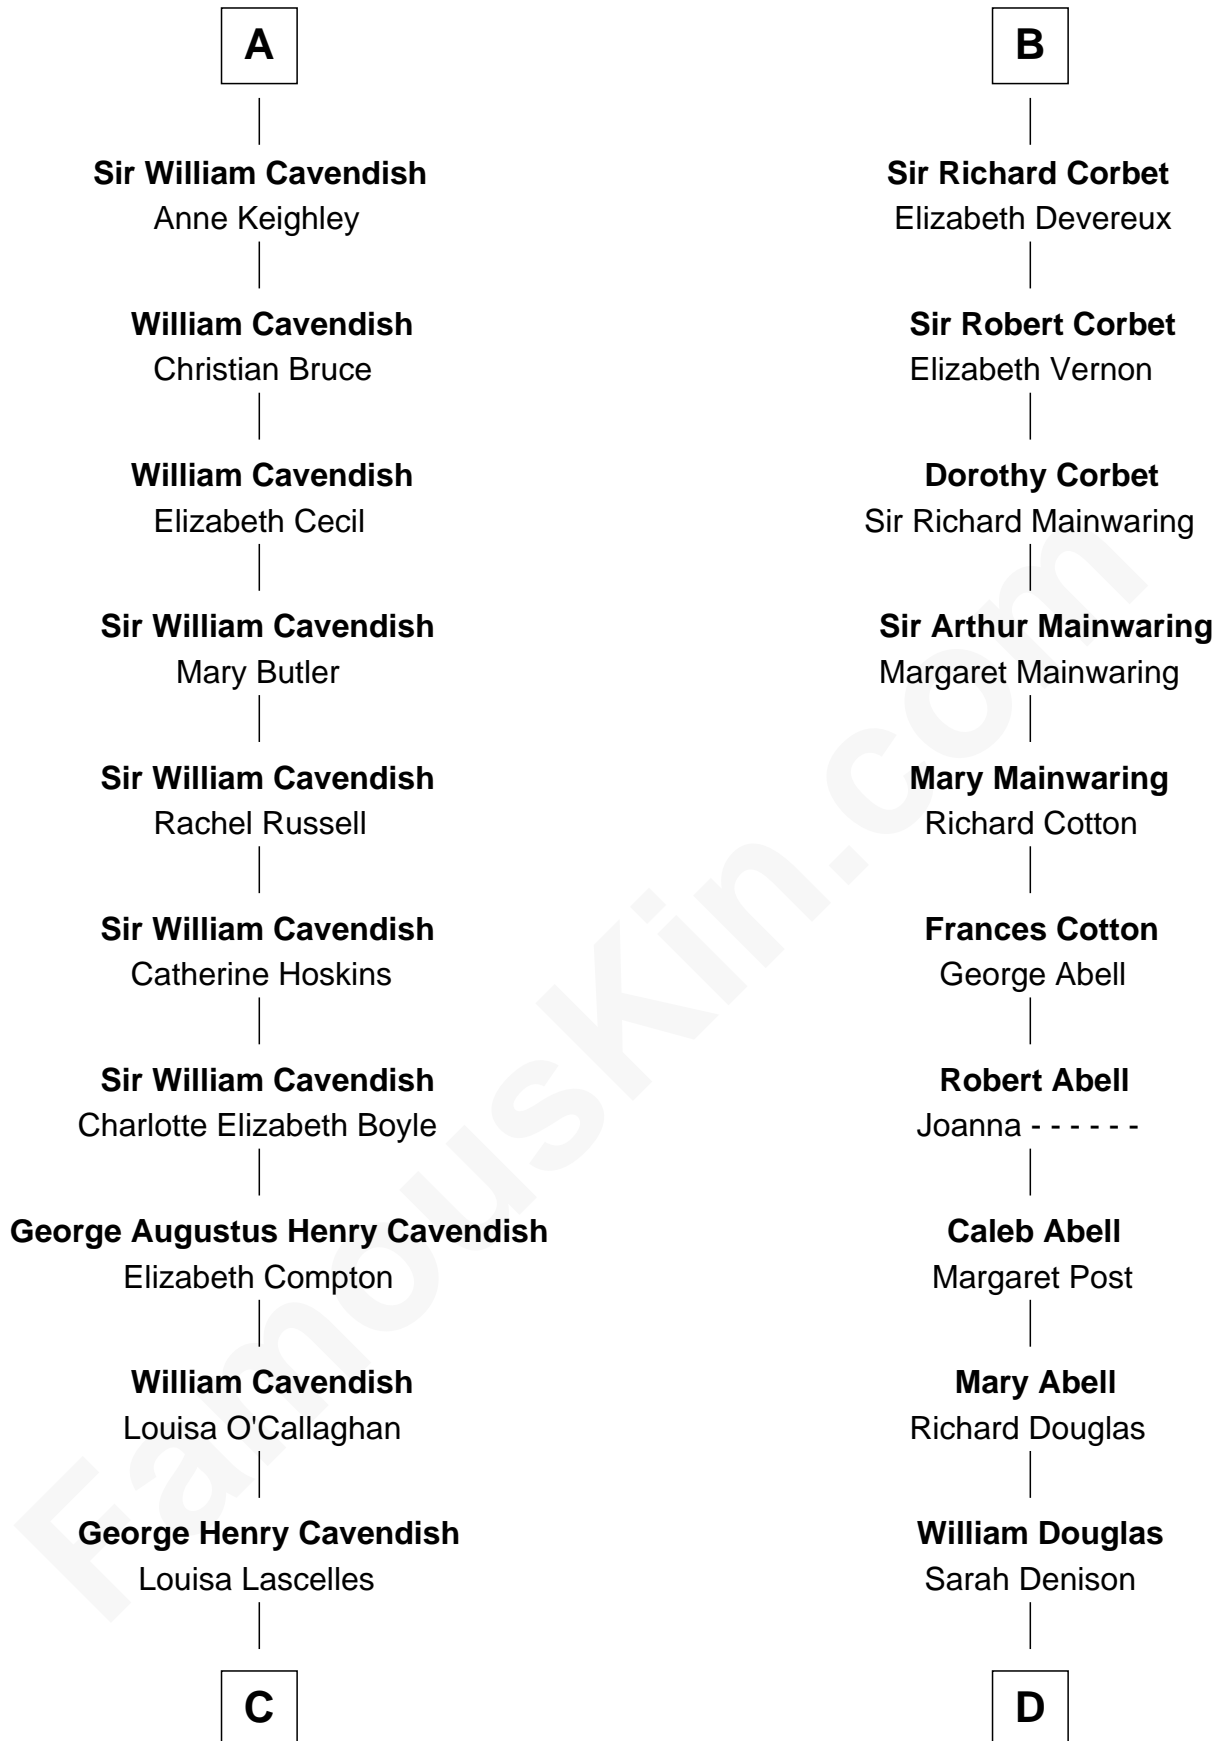 A
Sir William Cavendish
Anne Keighley
William Cavendish
Christian Bruce
William Cavendish
Elizabeth Cecil
Sir William Cavendish
Mary Butler
Sir William Cavendish
Rachel Russell
Sir William Cavendish
Catherine Hoskins
Sir William Cavendish
Charlotte Elizabeth Boyle
George Augustus Henry Cavendish
Elizabeth Compton
William Cavendish
Louisa O'Callaghan
George Henry Cavendish
Louisa Lascelles
C
B
Sir Richard Corbet
Elizabeth Devereux
Sir Robert Corbet
Elizabeth Vernon
Dorothy Corbet
Sir Richard Mainwaring
Sir Arthur Mainwaring
Margaret Mainwaring
Mary Mainwaring
Richard Cotton
Frances Cotton
George Abell
Robert Abell
Joanna - - - - - -
Caleb Abell
Margaret Post
Mary Abell
Richard Douglas
William Douglas
Sarah Denison
D
FamousKin.com